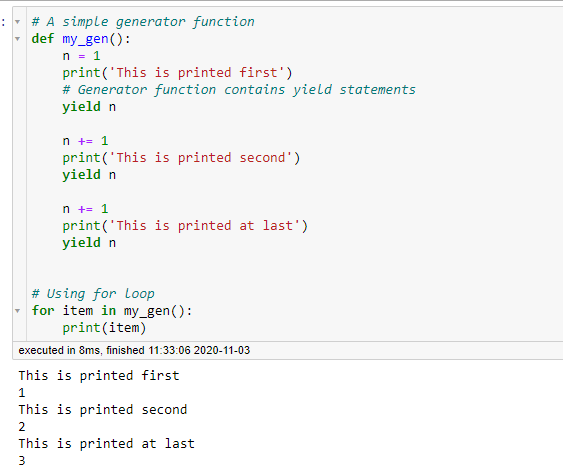 # A simple generator function
def my_gen():
    n = 1
    print('This is printed first')
    # Generator function contains yield statements
    yield n

    n += 1
    print('This is printed second')
    yield n

    n += 1
    print('This is printed at last')
    yield n


# Using for loop
for item in my_gen():
    print(item)
executed in 8ms, finished 11:33:06 2020-11-03
This is printed first
1
This is printed second
2
This is printed at last
3